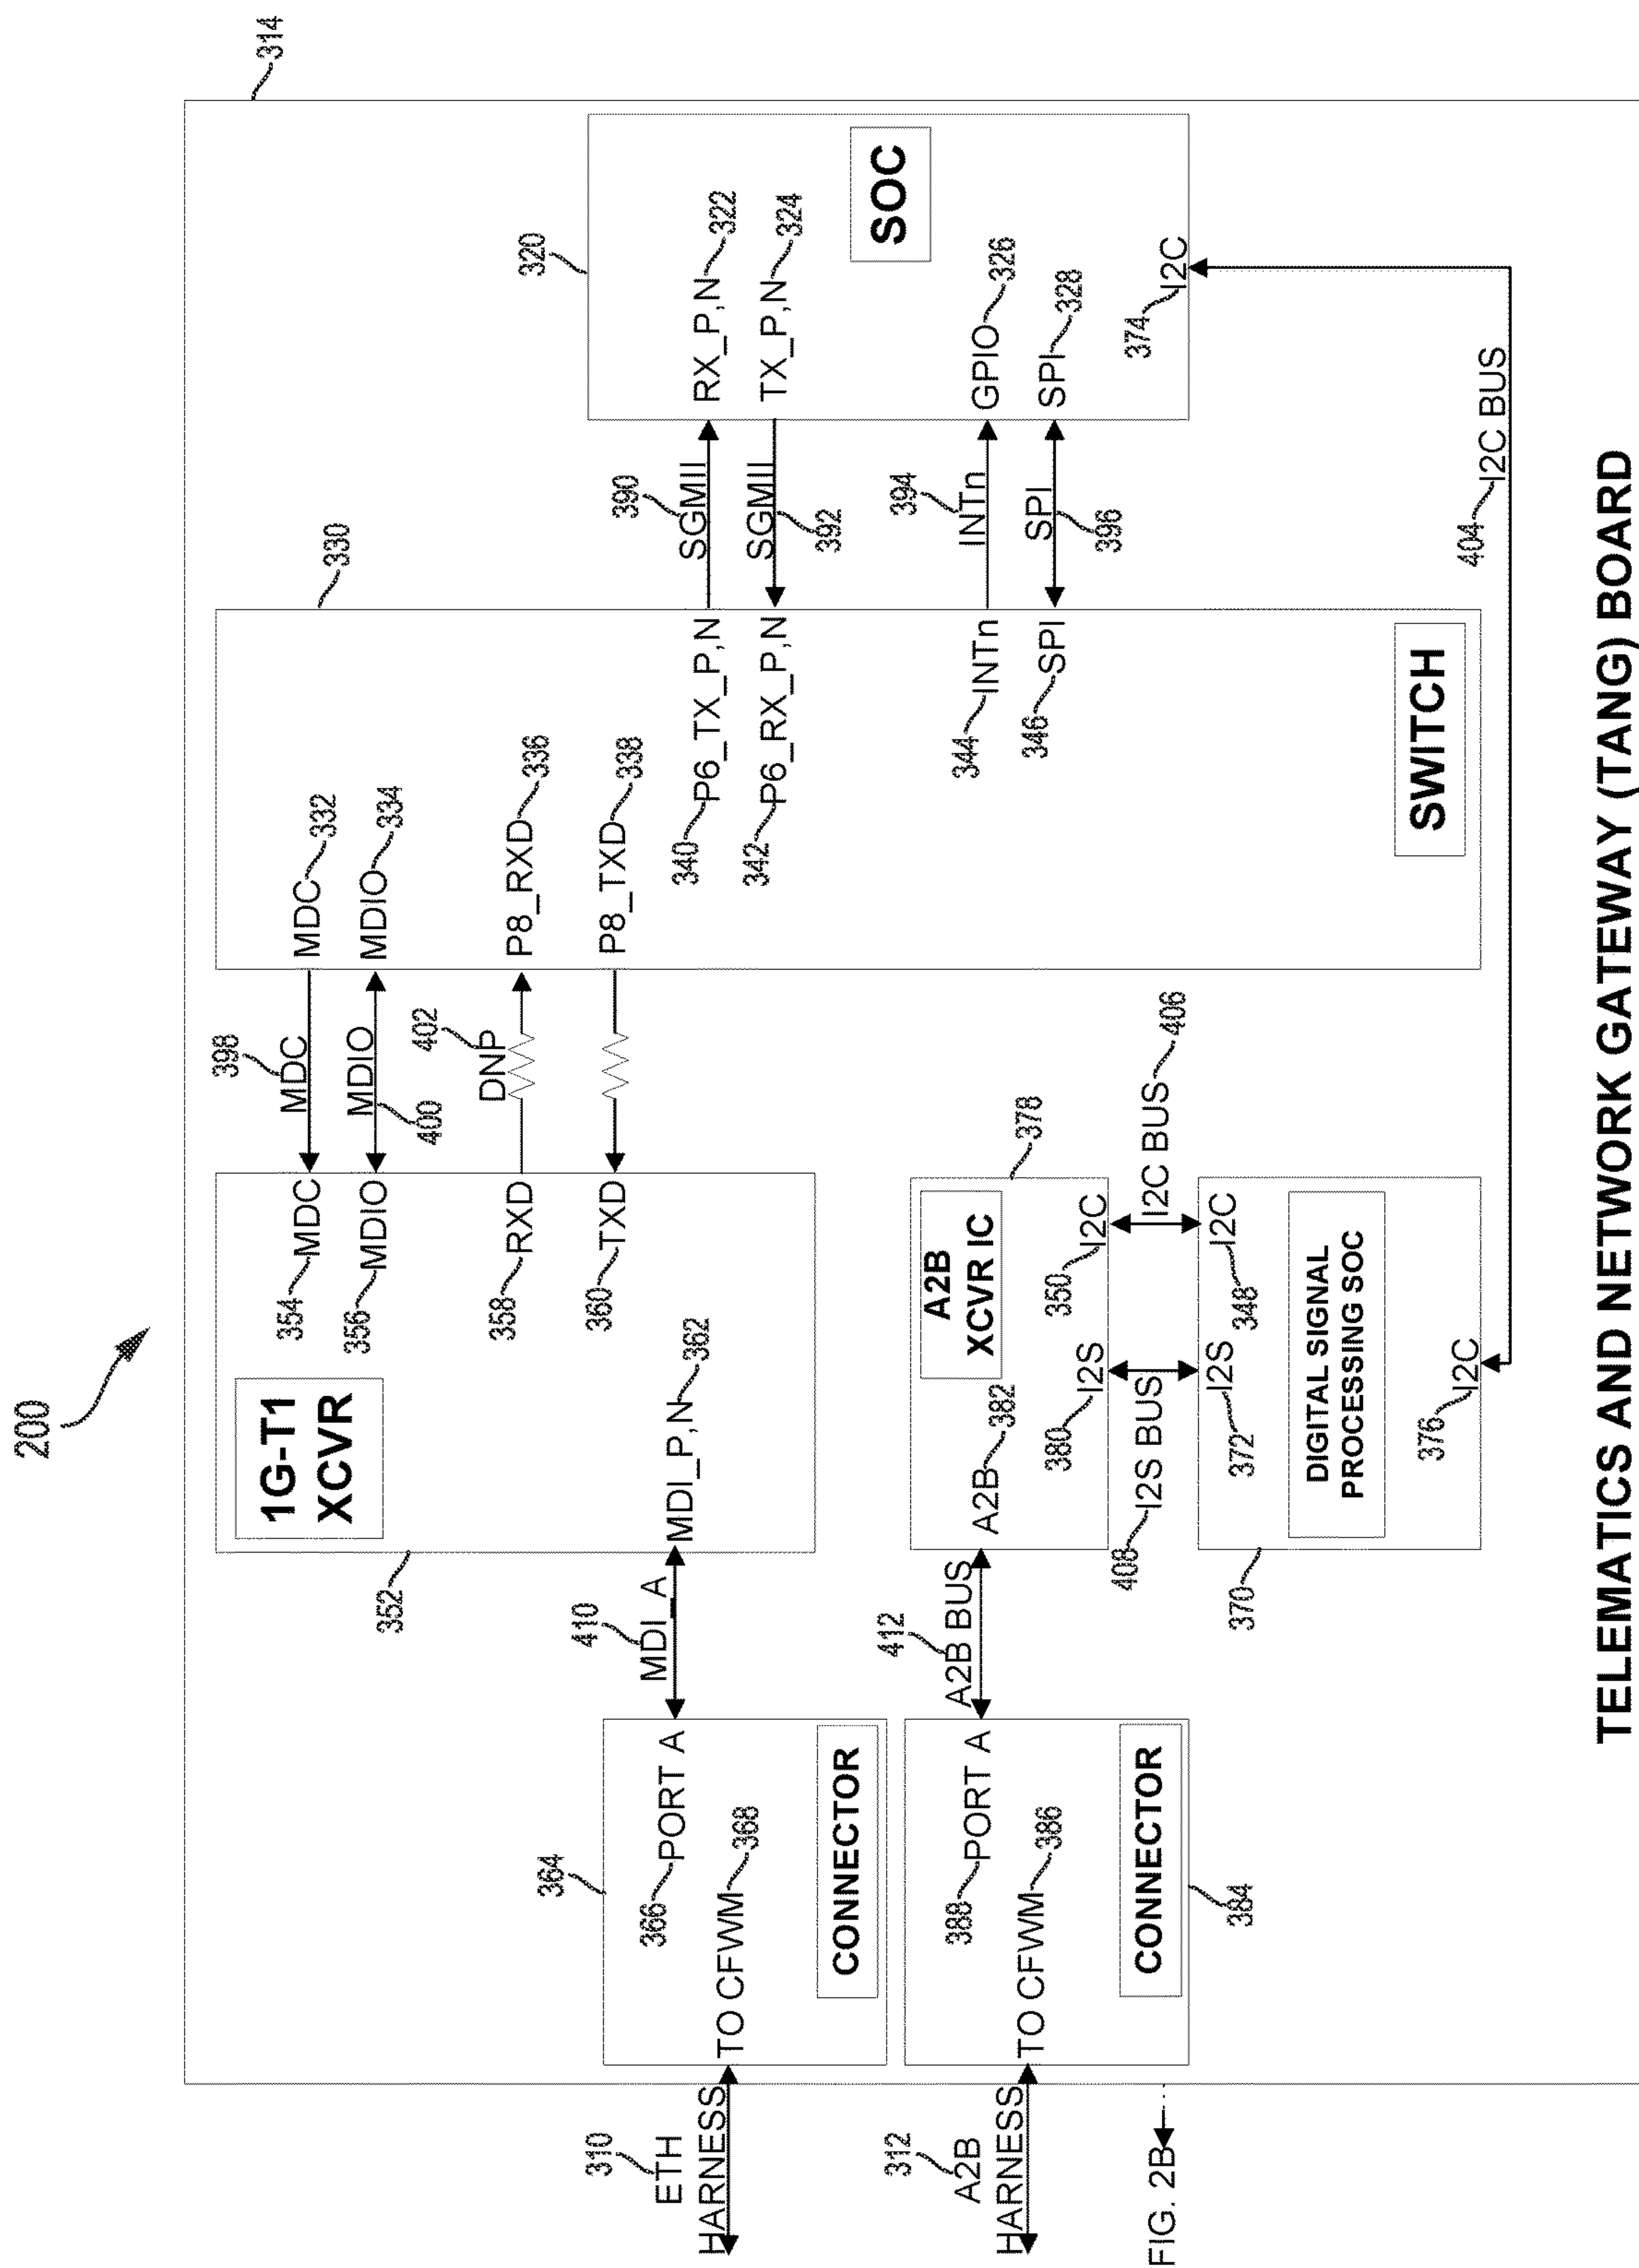 200
314
1G-T1
XCVR
352
354
MDC
356
MDIO
358
RXD
360
TXD
MDI_P,N
362
398
MDC
MDIO
400
DNP
402
330
MDC
332
MDIO
334
P8_RXD
336
P8_TXD
338
340
P6_TX_P,N
342
P6_RX_P,N
344
INTn
346
SPI
SWITCH
390
SGMII
SGMII
392
394
INTn
SPI
396
320
RX_P,N
322
TX_P,N
324
GPIO
326
SPI
328
SOC
374
I2C
404
I2C BUS
364
366
PORT A
TO CFWM
368
CONNECTOR
410
MDI_A
310
ETH
HARNESS
388
PORT A
TO CFWM
386
CONNECTOR
384
412
A2B BUS
312
A2B
HARNESS
378
A2B
XCVR IC
A2B
382
380
I2S
350
I2C
408
I2S BUS
I2C BUS
406
I2S
372
I2C
348
DIGITAL SIGNAL
PROCESSING SOC
370
376
I2C
FIG. 2B
TELEMATICS AND NETWORK GATEWAY (TANG) BOARD